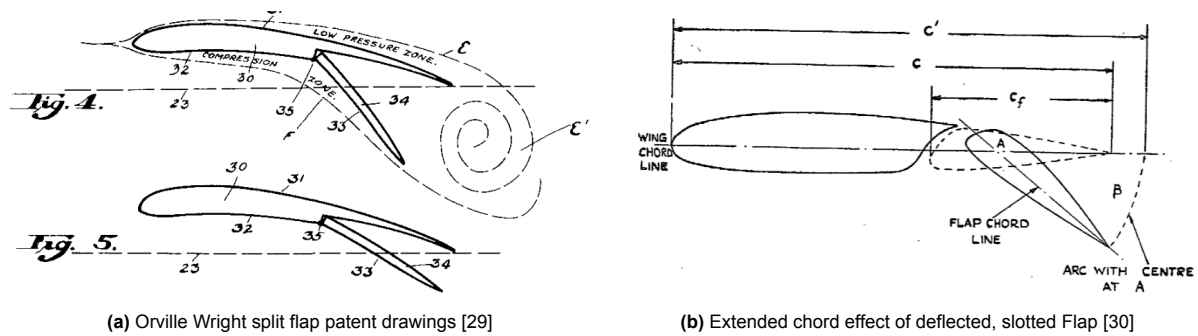 31
LOW PRESSURE ZONE.
ε
COMPRESSION
ZONE
32
30
Fig. 4.
23
35
34
33
F
ε'
30
31
32
35
Fig. 5.
23
33
34
(a) Orville Wright split flap patent drawings [29]
c'
c
cf
WING
CHORD
LINE
A
β
FLAP CHORD
LINE
ARC WITH CENTRE
AT A
(b) Extended chord effect of deflected, slotted Flap [30]